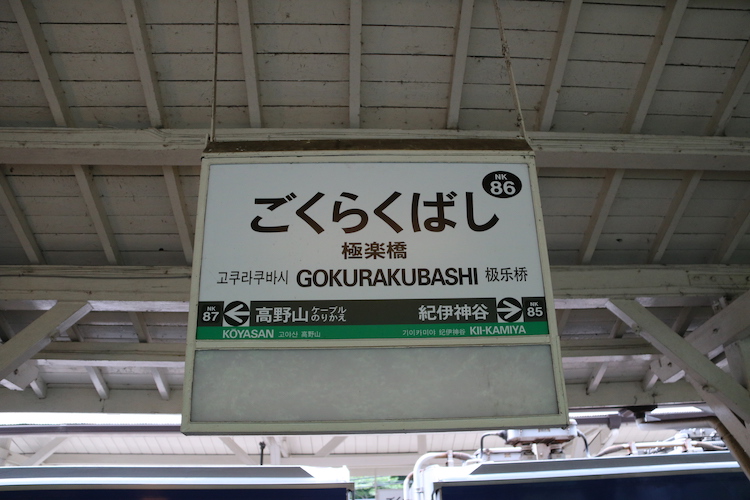 NK
86
ごくらくばし
極楽橋
고쿠라쿠바시 GOKURAKUBASHI 极乐桥
NK
87
高野山 ケーブル
のりかえ
紀伊神谷
NK
85
KOYASAN 고야산 高野山
기이카미야 纪伊神谷 KII-KAMIYA